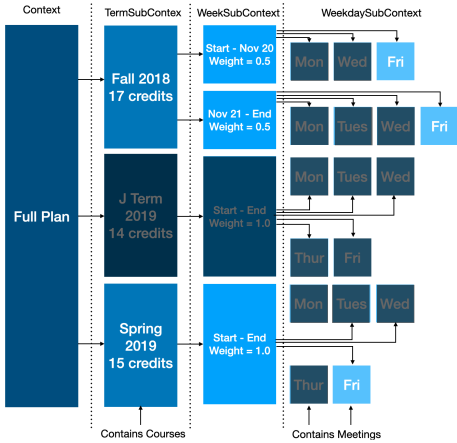 Context
TermSubContex
WeekSubContext
WeekdaySubContext
Full Plan
Fall 2018
17 credits
Start - Nov 20
Weight = 0.5
Mon
Wed
Fri
Nov 21 - End
Weight = 0.5
Mon
Tues
Wed
Fri
J Term
2019
14 credits
Start - End
Weight = 1.0
Mon
Tues
Wed
Thur
Fri
Spring
2019
15 credits
Start - End
Weight = 1.0
Mon
Tues
Wed
Thur
Fri
Contains Courses
Contains Meetings